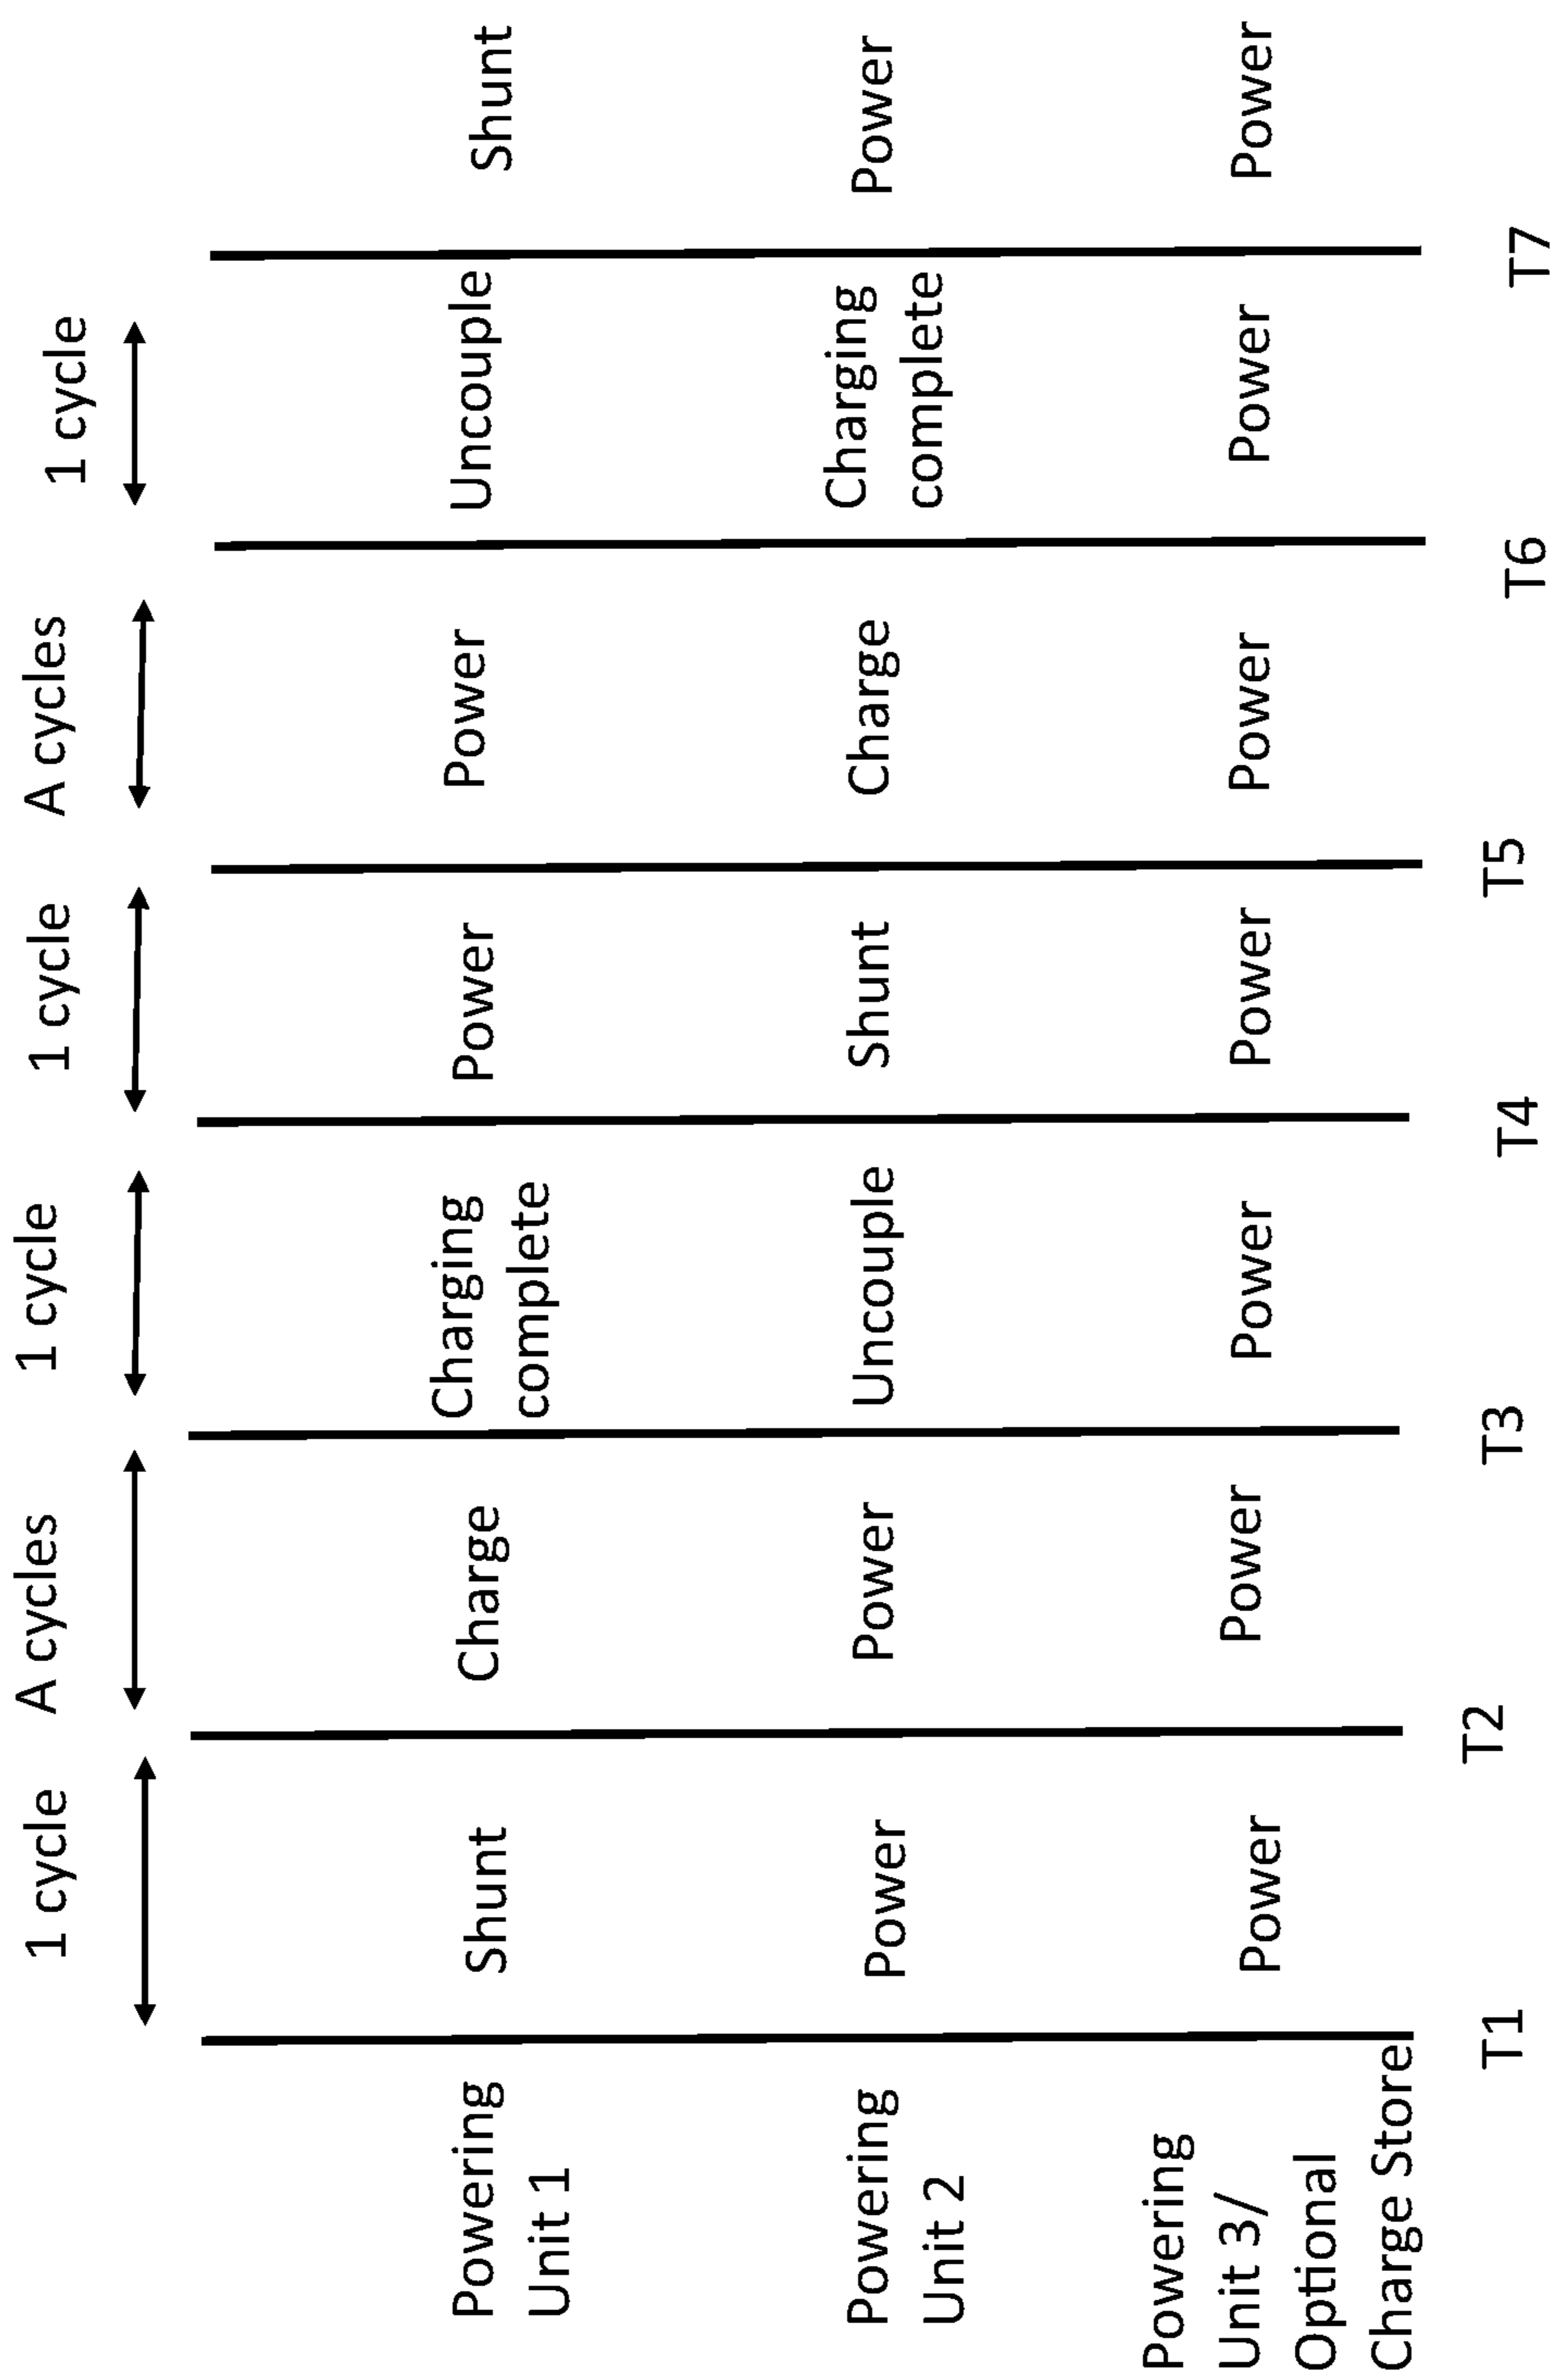 1 cycle
A cycles
1 cycle
1 cycle
A cycles
1 cycle
Powering
Unit 1
Shunt
Charge
Charging
complete
Power
Power
Uncouple
Shunt
Powering
Unit 2
Power
Power
Uncouple
Shunt
Charge
Charging
complete
Power
Powering
Unit 3/
Optional
Charge Store
Power
Power
Power
Power
Power
Power
Power
T1
T2
T3
T4
T5
T6
T7